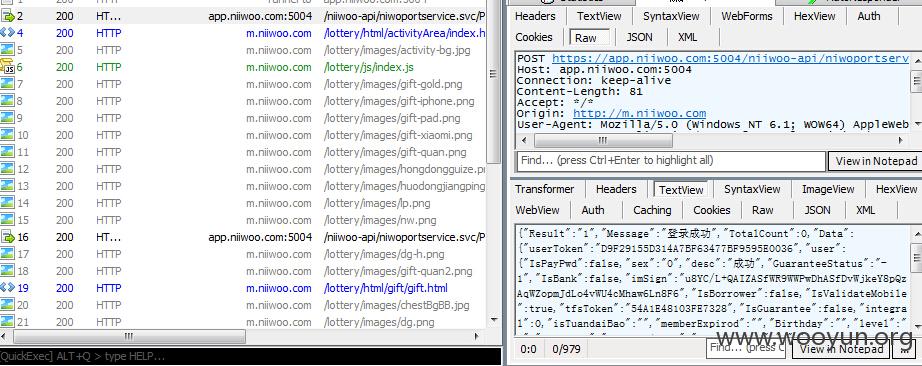 2 200 HT... app.niiwoo.com:5004 /niiwoo-api/niwoportservice.svc/P
4 200 HTTP m.niiwoo.com /lottery/html/activityArea/index.h
5 200 HTTP m.niiwoo.com /lottery/images/activity-bg.jpg
6 200 HTTP m.niiwoo.com /lottery/js/index.js
7 200 HTTP m.niiwoo.com /lottery/images/gift-gold.png
8 200 HTTP m.niiwoo.com /lottery/images/gift-iphone.png
9 200 HTTP m.niiwoo.com /lottery/images/gift-pad.png
10 200 HTTP m.niiwoo.com /lottery/images/gift-xiaomi.png
11 200 HTTP m.niiwoo.com /lottery/images/gift-quan.png
12 200 HTTP m.niiwoo.com /lottery/images/hongdongguize.p
13 200 HTTP m.niiwoo.com /lottery/images/huodongjiangping
14 200 HTTP m.niiwoo.com /lottery/images/lp.png
15 200 HTTP m.niiwoo.com /lottery/images/nw.png
16 200 HT... app.niiwoo.com:5004 /niiwoo-api/niwoportservice.svc/P
17 200 HTTP m.niiwoo.com /lottery/images/dg-h.png
18 200 HTTP m.niiwoo.com /lottery/images/gift-quan2.png
19 200 HTTP m.niiwoo.com /lottery/html/gift/gift.html
20 200 HTTP m.niiwoo.com /lottery/images/chestBgBB.jpg
21 200 HTTP m.niiwoo.com /lottery/images/dg.png
[QuickExec] ALT+Q > type HELP...
Headers TextView SyntaxView WebForms HexView Auth
Cookies Raw JSON XML
POST https://app.niiwoo.com:5004/niiwoo-api/niwoportserv
Host: app.niiwoo.com:5004
Connection: keep-alive
Content-Length: 81
Accept: */*
Origin: http://m.niiwoo.com
User-Agent: Mozilla/5.0 (Windows NT 6.1; WOW64) AppleWeb
Find... (press Ctrl+Enter to highlight all) View in Notepad
Transformer Headers TextView SyntaxView ImageView HexView
WebView Auth Caching Cookies Raw JSON XML
{"Result":"1","Message":"登录成功","TotalCount":0,"Data":
{"userToken":"D9F29155D314A7BF63477BF9595E0036","user":
{"IsPayPwd":false,"sex":"0","desc":"成功","GuaranteeStatus":"-
1","IsBank":false,"imSign":"u8YC/L+QAIZASfWR9WWPwDhASfDvWjkeY8pQz
AqWZopmJdLo4vWU4cMhaw6Ln8F6","IsBorrower":false,"IsValidateMobile
":true,"tfsToken":"54A1E48103FB7328","IsGuarantee":false,"integra
l":0,"isTuandaiBao":"","memberExpirod":"","Birthday":"","level":
0:0 0/979 Find... (press C View in Notepad ...
www.wooyun.org